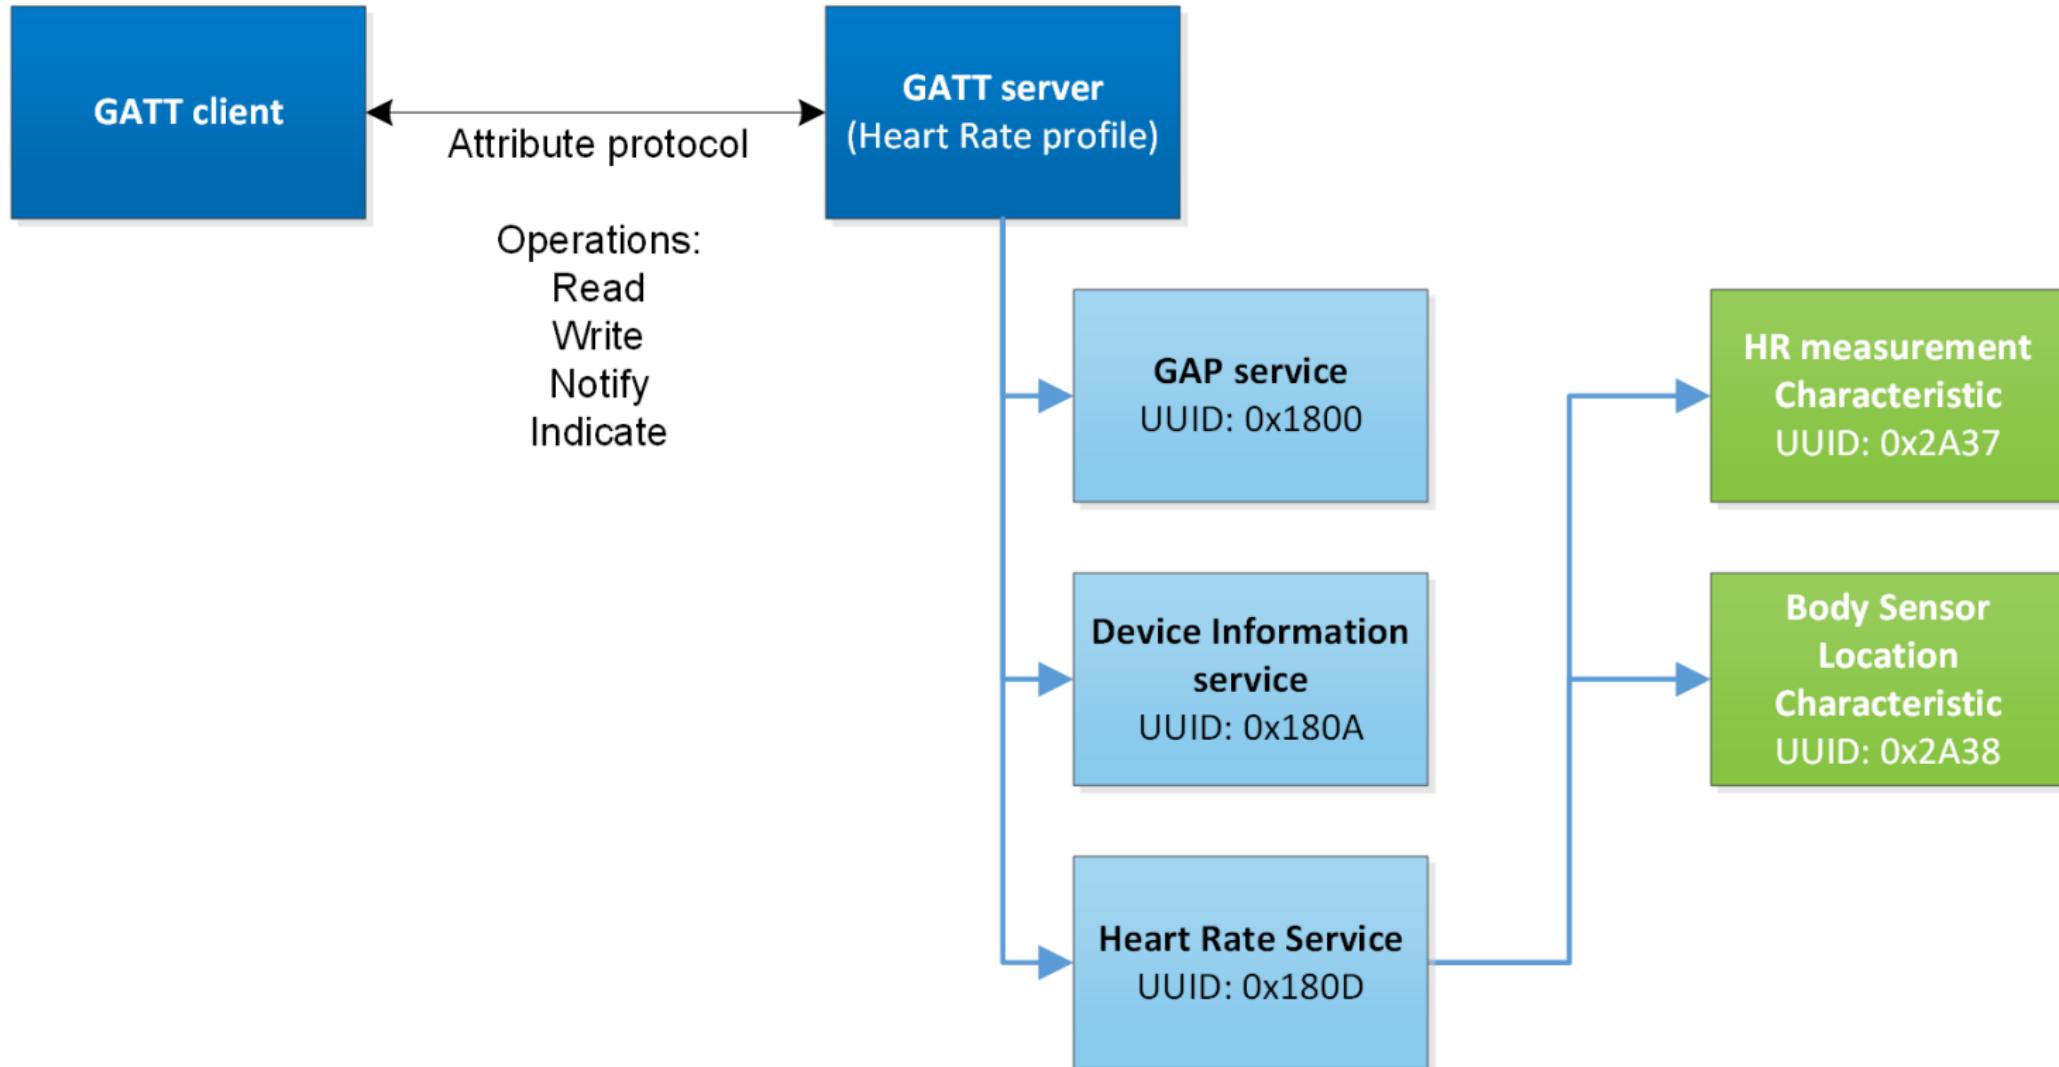 GATT client
Attribute protocol
Operations:
Read
Write
Notify
Indicate
GATT server
(Heart Rate profile)
GAP service
UUID: 0x1800
Device Information
service
UUID: 0x180A
Heart Rate Service
UUID: 0x180D
HR measurement
Characteristic
UUID: 0x2A37
Body Sensor
Location
Characteristic
UUID: 0x2A38